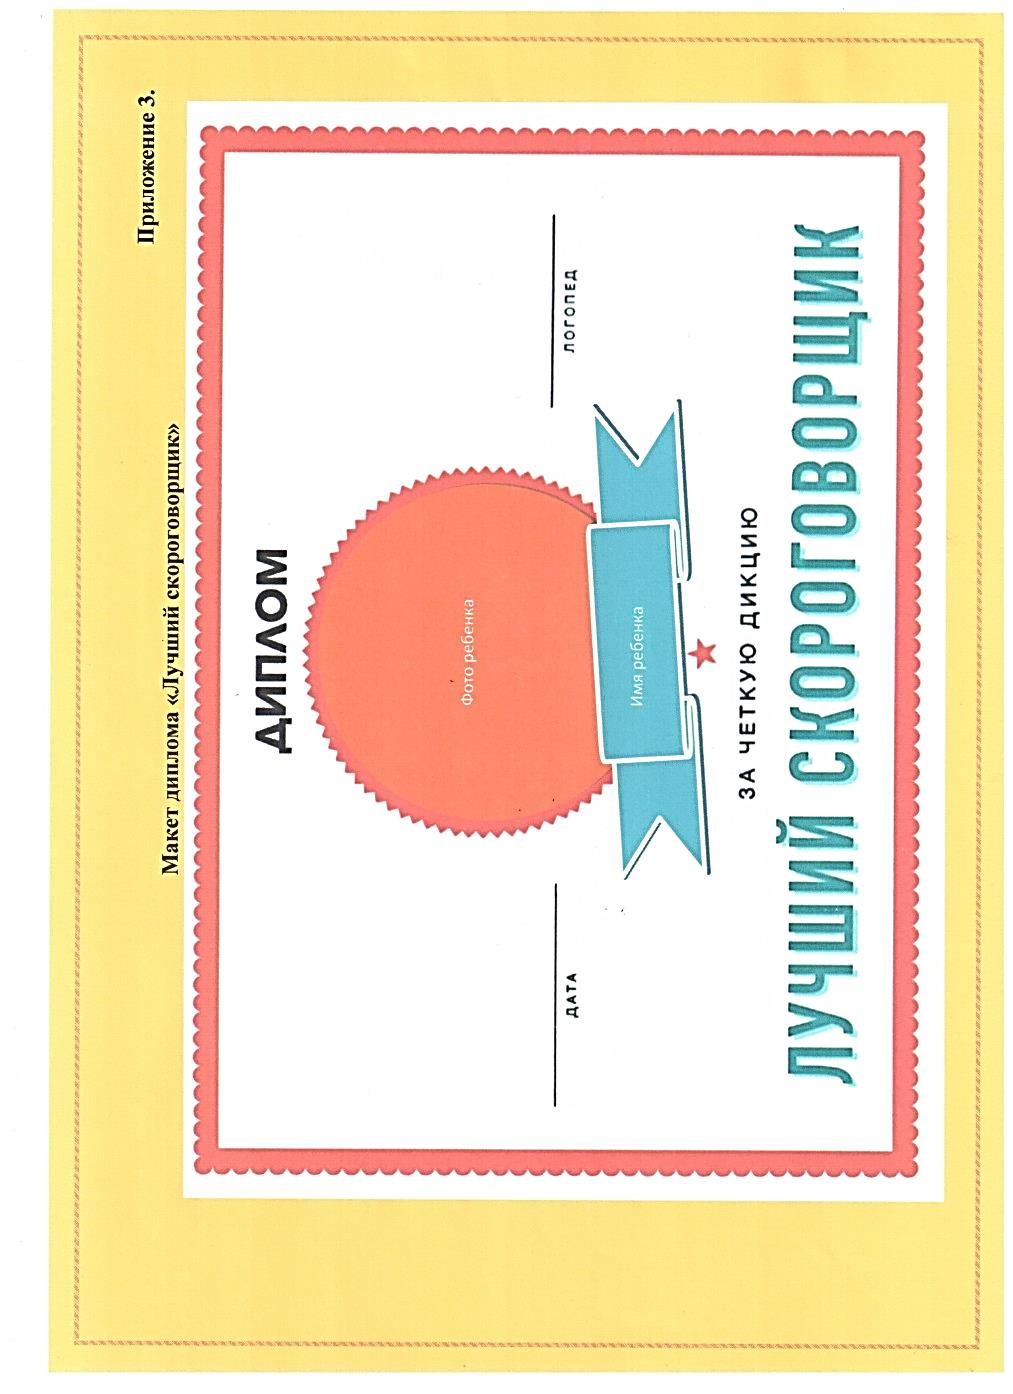 Приложение 3.
Макет диплома «Лучший скороговорщик»
ДИПЛОМ
Фото ребенка
ДАТА
ЛОГОПЕД
Имя ребенка
ЗА ЧЕТКУЮ ДИКЦИЮ
ЛУЧШИЙ СКОРОГОВОРЩИК